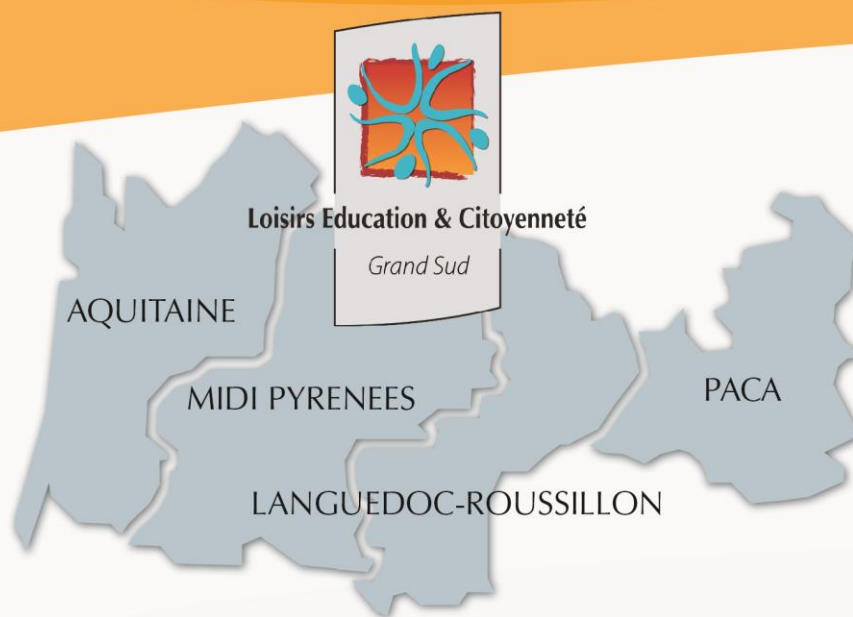 Loisirs Education & Citoyenneté
Grand Sud
AQUITAINE
MIDI PYRENEES
PACA
LANGUEDOC-ROUSSILLON